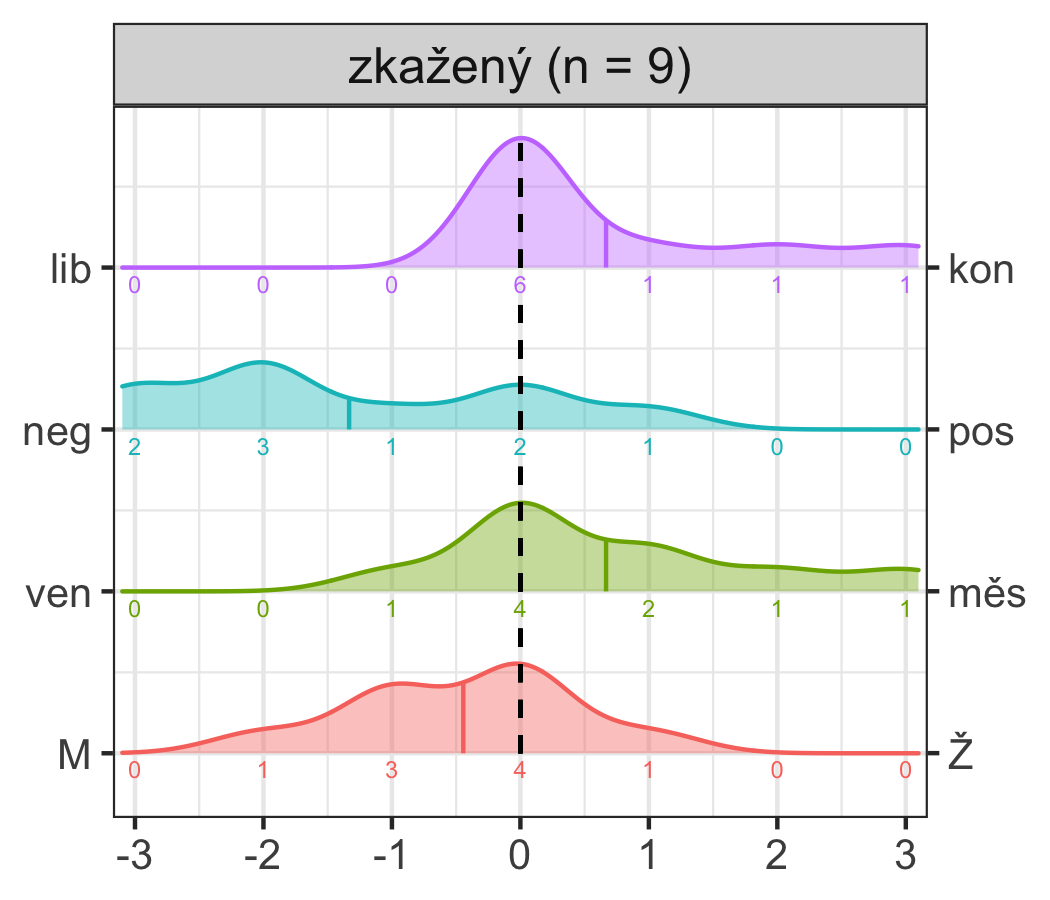 zkažený (n = 9)
lib kon
0 0 0 6 1 1 1
neg pos
2 3 1 2 1 0 0
ven měs
0 0 1 4 2 1 1
M Ž
0 1 3 4 1 0 0
-3 -2 -1 0 1 2 3